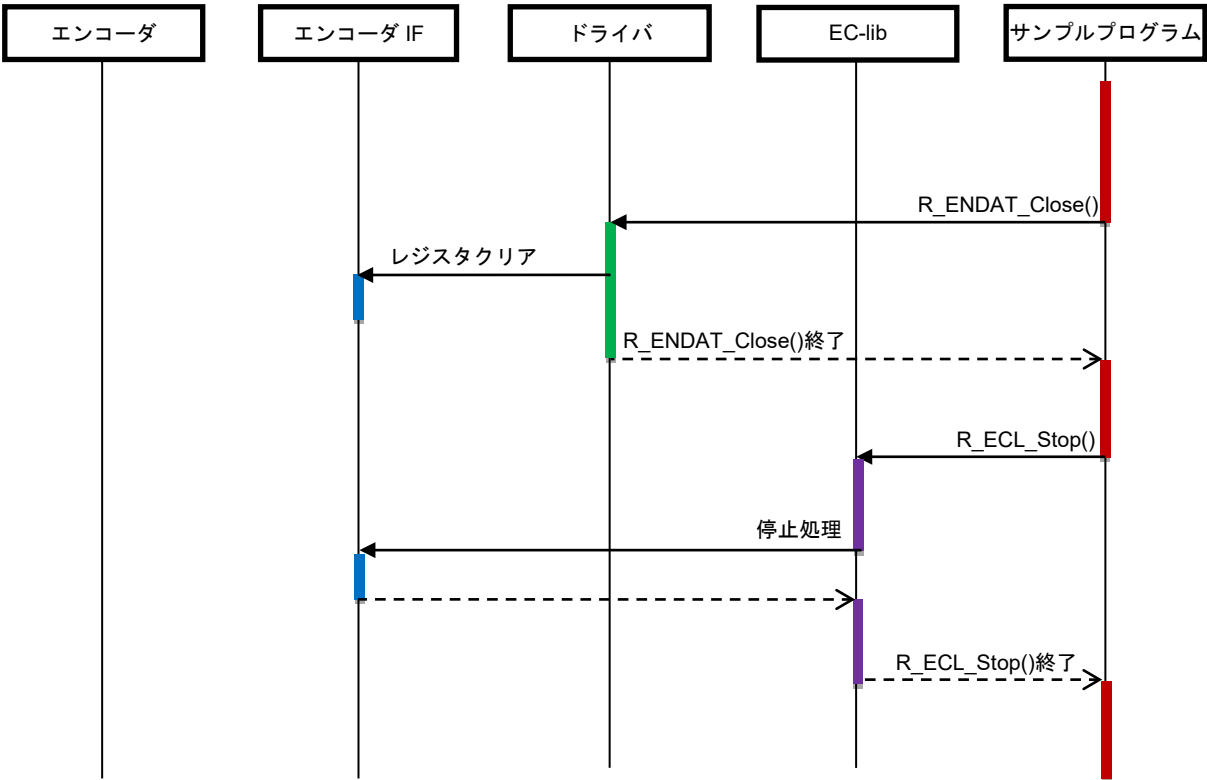 エンコーダ
エンコーダ IF
ドライバ
EC-lib
サンプルプログラム
R_ENDAT_Close()
レジスタクリア
R_ENDAT_Close()終了
R_ECL_Stop()
停止処理
R_ECL_Stop()終了